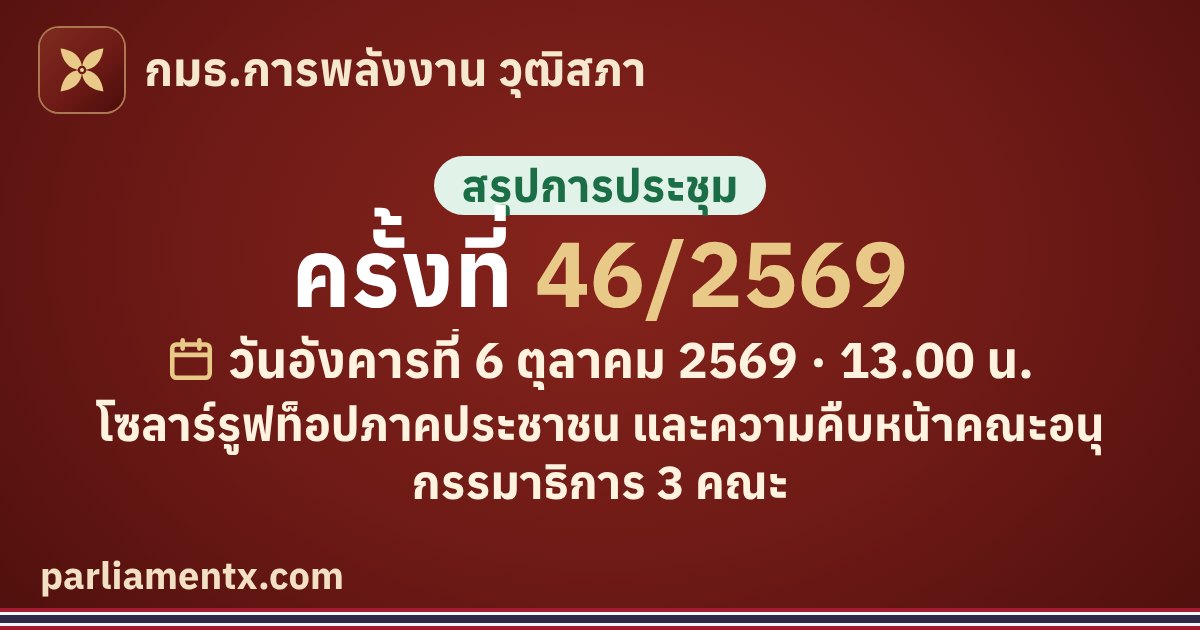 กมธ.การพลังงาน วุฒิสภา
สรุปการประชุม
ครั้งที่ 46/2569
วันอังคารที่ 6 ตุลาคม 2569 · 13.00 น.
โซลาร์รูฟท็อปภาคประชาชน และความคืบหน้าคณะอนุ
กรรมาธิการ 3 คณะ
parliamentx.com